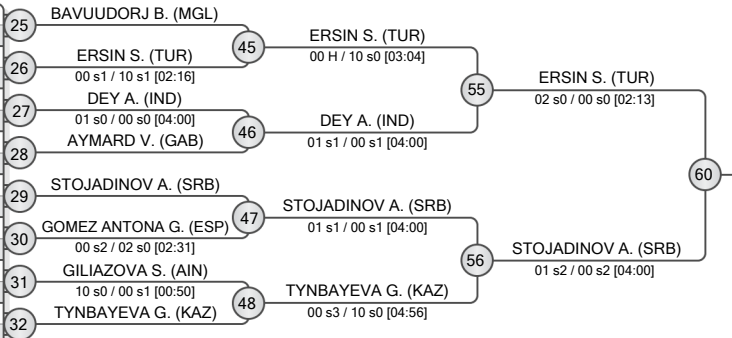 25
BAVUUDORJ B. (MGL)
45
ERSIN S. (TUR)
00 H / 10 s0 [03:04]
26
ERSIN S. (TUR)
00 s1 / 10 s1 [02:16]
55
ERSIN S. (TUR)
02 s0 / 00 s0 [02:13]
27
DEY A. (IND)
01 s0 / 00 s0 [04:00]
46
DEY A. (IND)
01 s1 / 00 s1 [04:00]
28
AYMARD V. (GAB)
60
29
STOJADINOV A. (SRB)
47
STOJADINOV A. (SRB)
01 s1 / 00 s1 [04:00]
30
GOMEZ ANTONA G. (ESP)
00 s2 / 02 s0 [02:31]
56
STOJADINOV A. (SRB)
01 s2 / 00 s2 [04:00]
31
GILIAZOVA S. (AIN)
10 s0 / 00 s1 [00:50]
48
TYNBAYEVA G. (KAZ)
00 s3 / 10 s0 [04:56]
32
TYNBAYEVA G. (KAZ)